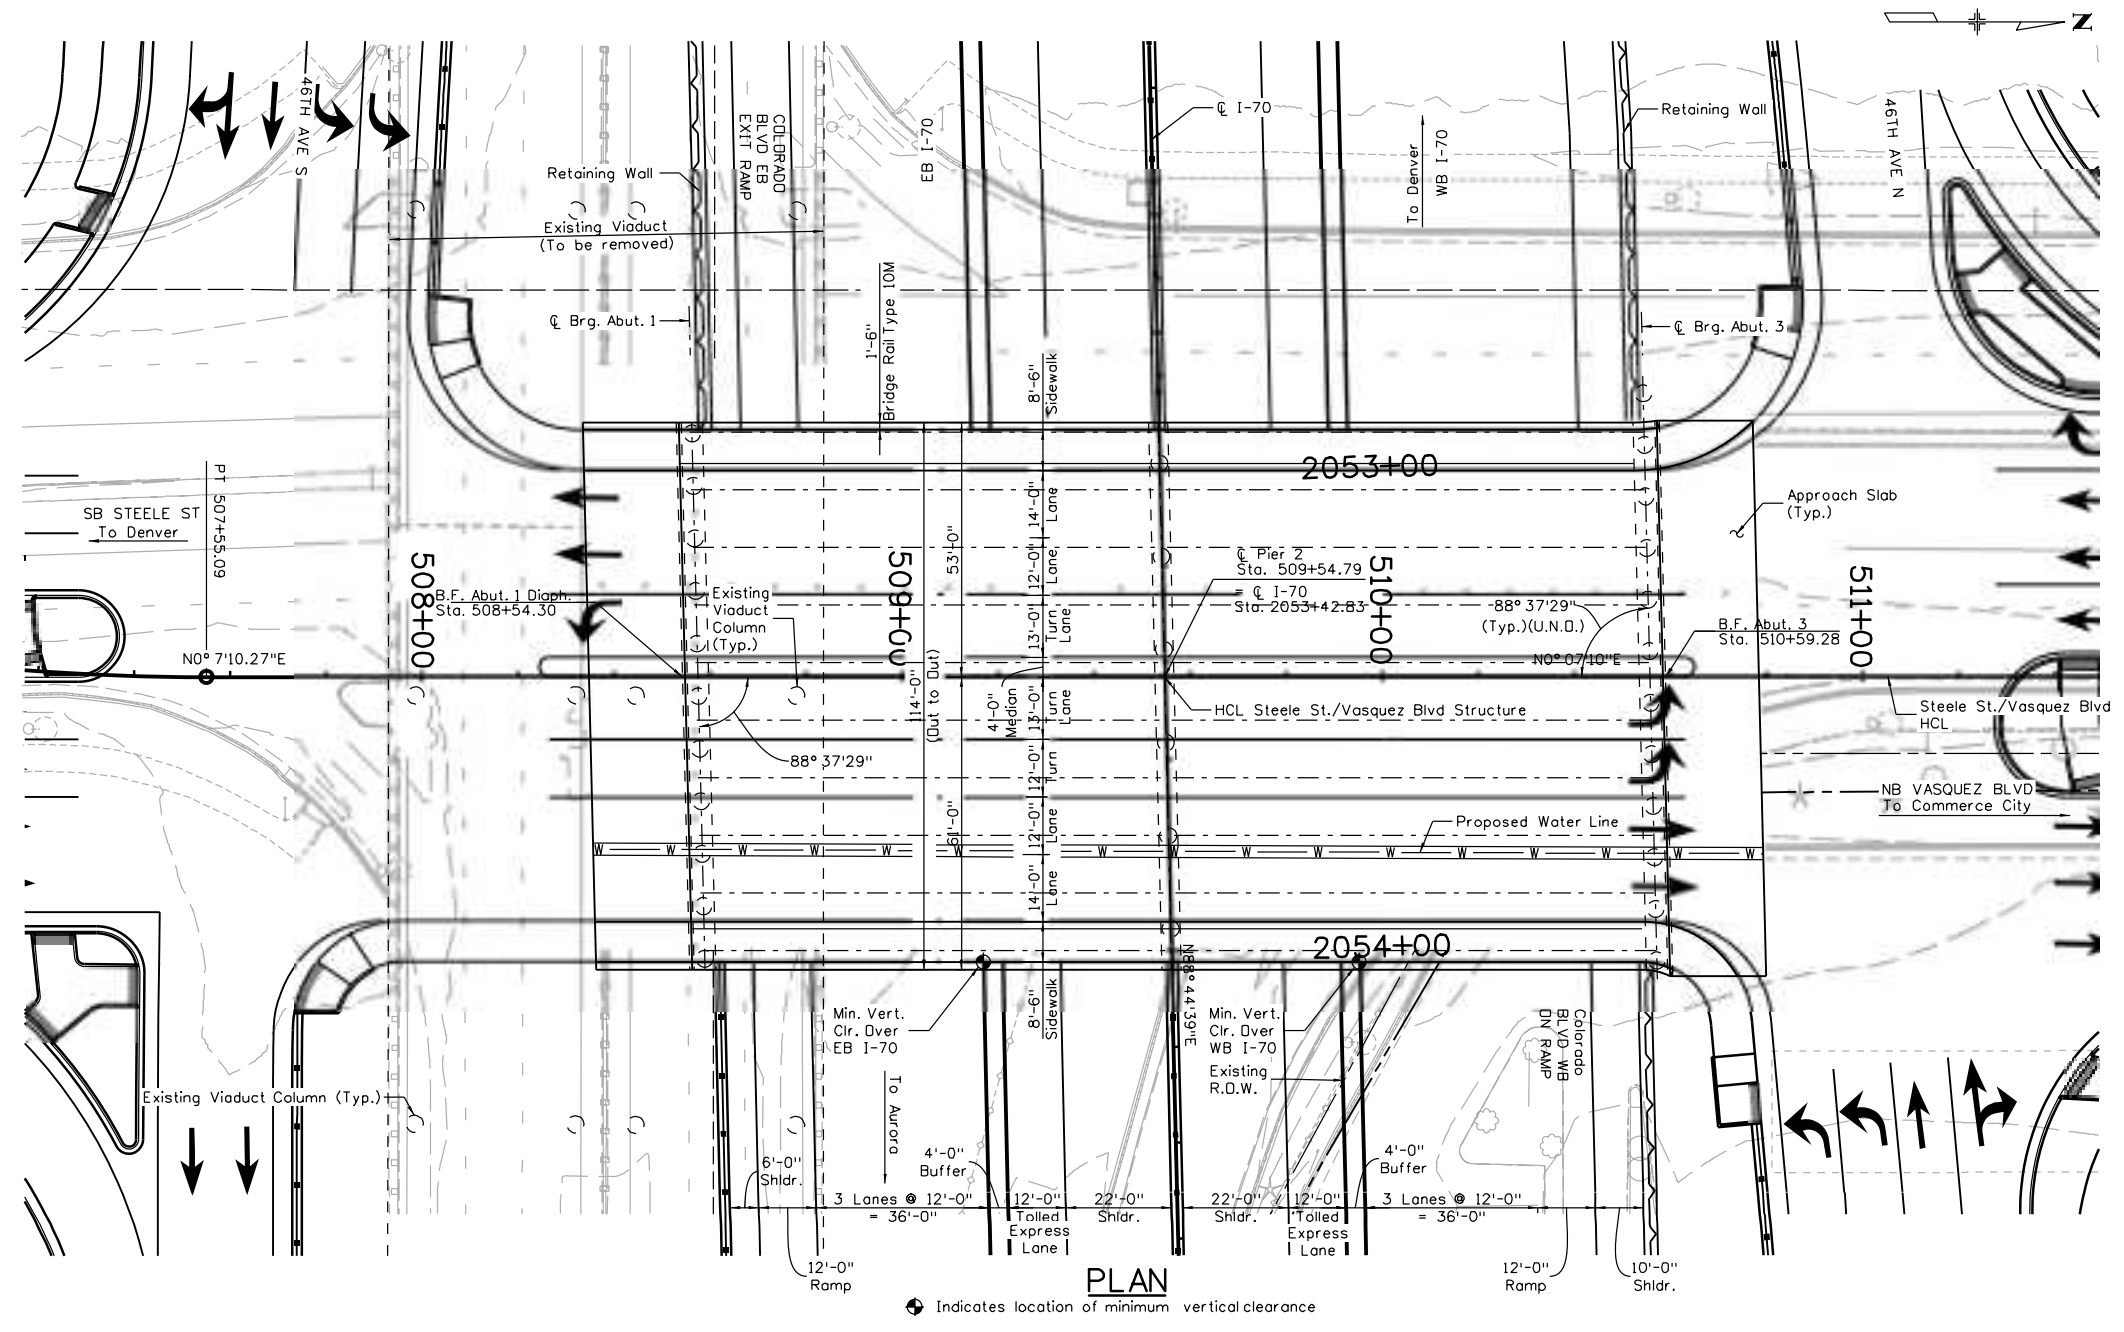 N
46TH AVE S
COLORADO
BLVD EB
EXIT RAMP
EB I-70
℄ I-70
To Denver
WB I-70
Retaining Wall
46TH AVE N
Retaining Wall
Existing Viaduct
(To be removed)
℄ Brg. Abut. 1
1'-6"
Bridge Rail Type 10M
8'-6"
Sidewalk
℄ Brg. Abut. 3
2053+00
PT 507+55.09
SB STEELE ST
To Denver
Approach Slab
(Typ.)
14'-0"
Lane
53'-0"
12'-0"
Lane
13'-0"
Turn
Lane
508+00
509+00
510+00
511+00
B.F. Abut. 1 Diaph.
Sta. 508+54.30
Existing
Viaduct
Column
(Typ.)
℄ Pier 2
Sta. 509+54.79
= ℄ I-70
Sta. 2053+42.83
88° 37'29"
(Typ.)(U.N.O.)
B.F. Abut. 3
Sta. 510+59.28
N0° 7'10.27"E
N0° 07'10"E
114'-0"
(Out to Out)
4'-0"
Median
13'-0"
Turn
Lane
HCL Steele St./Vasquez Blvd Structure
Steele St./Vasquez Blvd
HCL
88° 37'29"
12'-0"
Turn
NB VASQUEZ BLVD
To Commerce City
61'-0"
12'-0"
Lane
Proposed Water Line
W W W W W W W W W W W W W W W W W
14'-0"
Lane
2054+00
N88° 44'39"E
8'-6"
Sidewalk
Min. Vert.
Clr. Over
EB I-70
Min. Vert.
Clr. Over
WB I-70
Existing
R.O.W.
Colorado
BLVD WB
ON RAMP
To Aurora
Existing Viaduct Column (Typ.)
6'-0"
Shldr.
4'-0"
Buffer
4'-0"
Buffer
3 Lanes @ 12'-0"
= 36'-0"
12'-0"
Tolled
Express
Lane
22'-0"
Shldr.
22'-0"
Shldr.
12'-0"
Tolled
Express
Lane
3 Lanes @ 12'-0"
= 36'-0"
12'-0"
Ramp
12'-0"
Ramp
10'-0"
Shldr.
PLAN
Indicates location of minimum vertical clearance